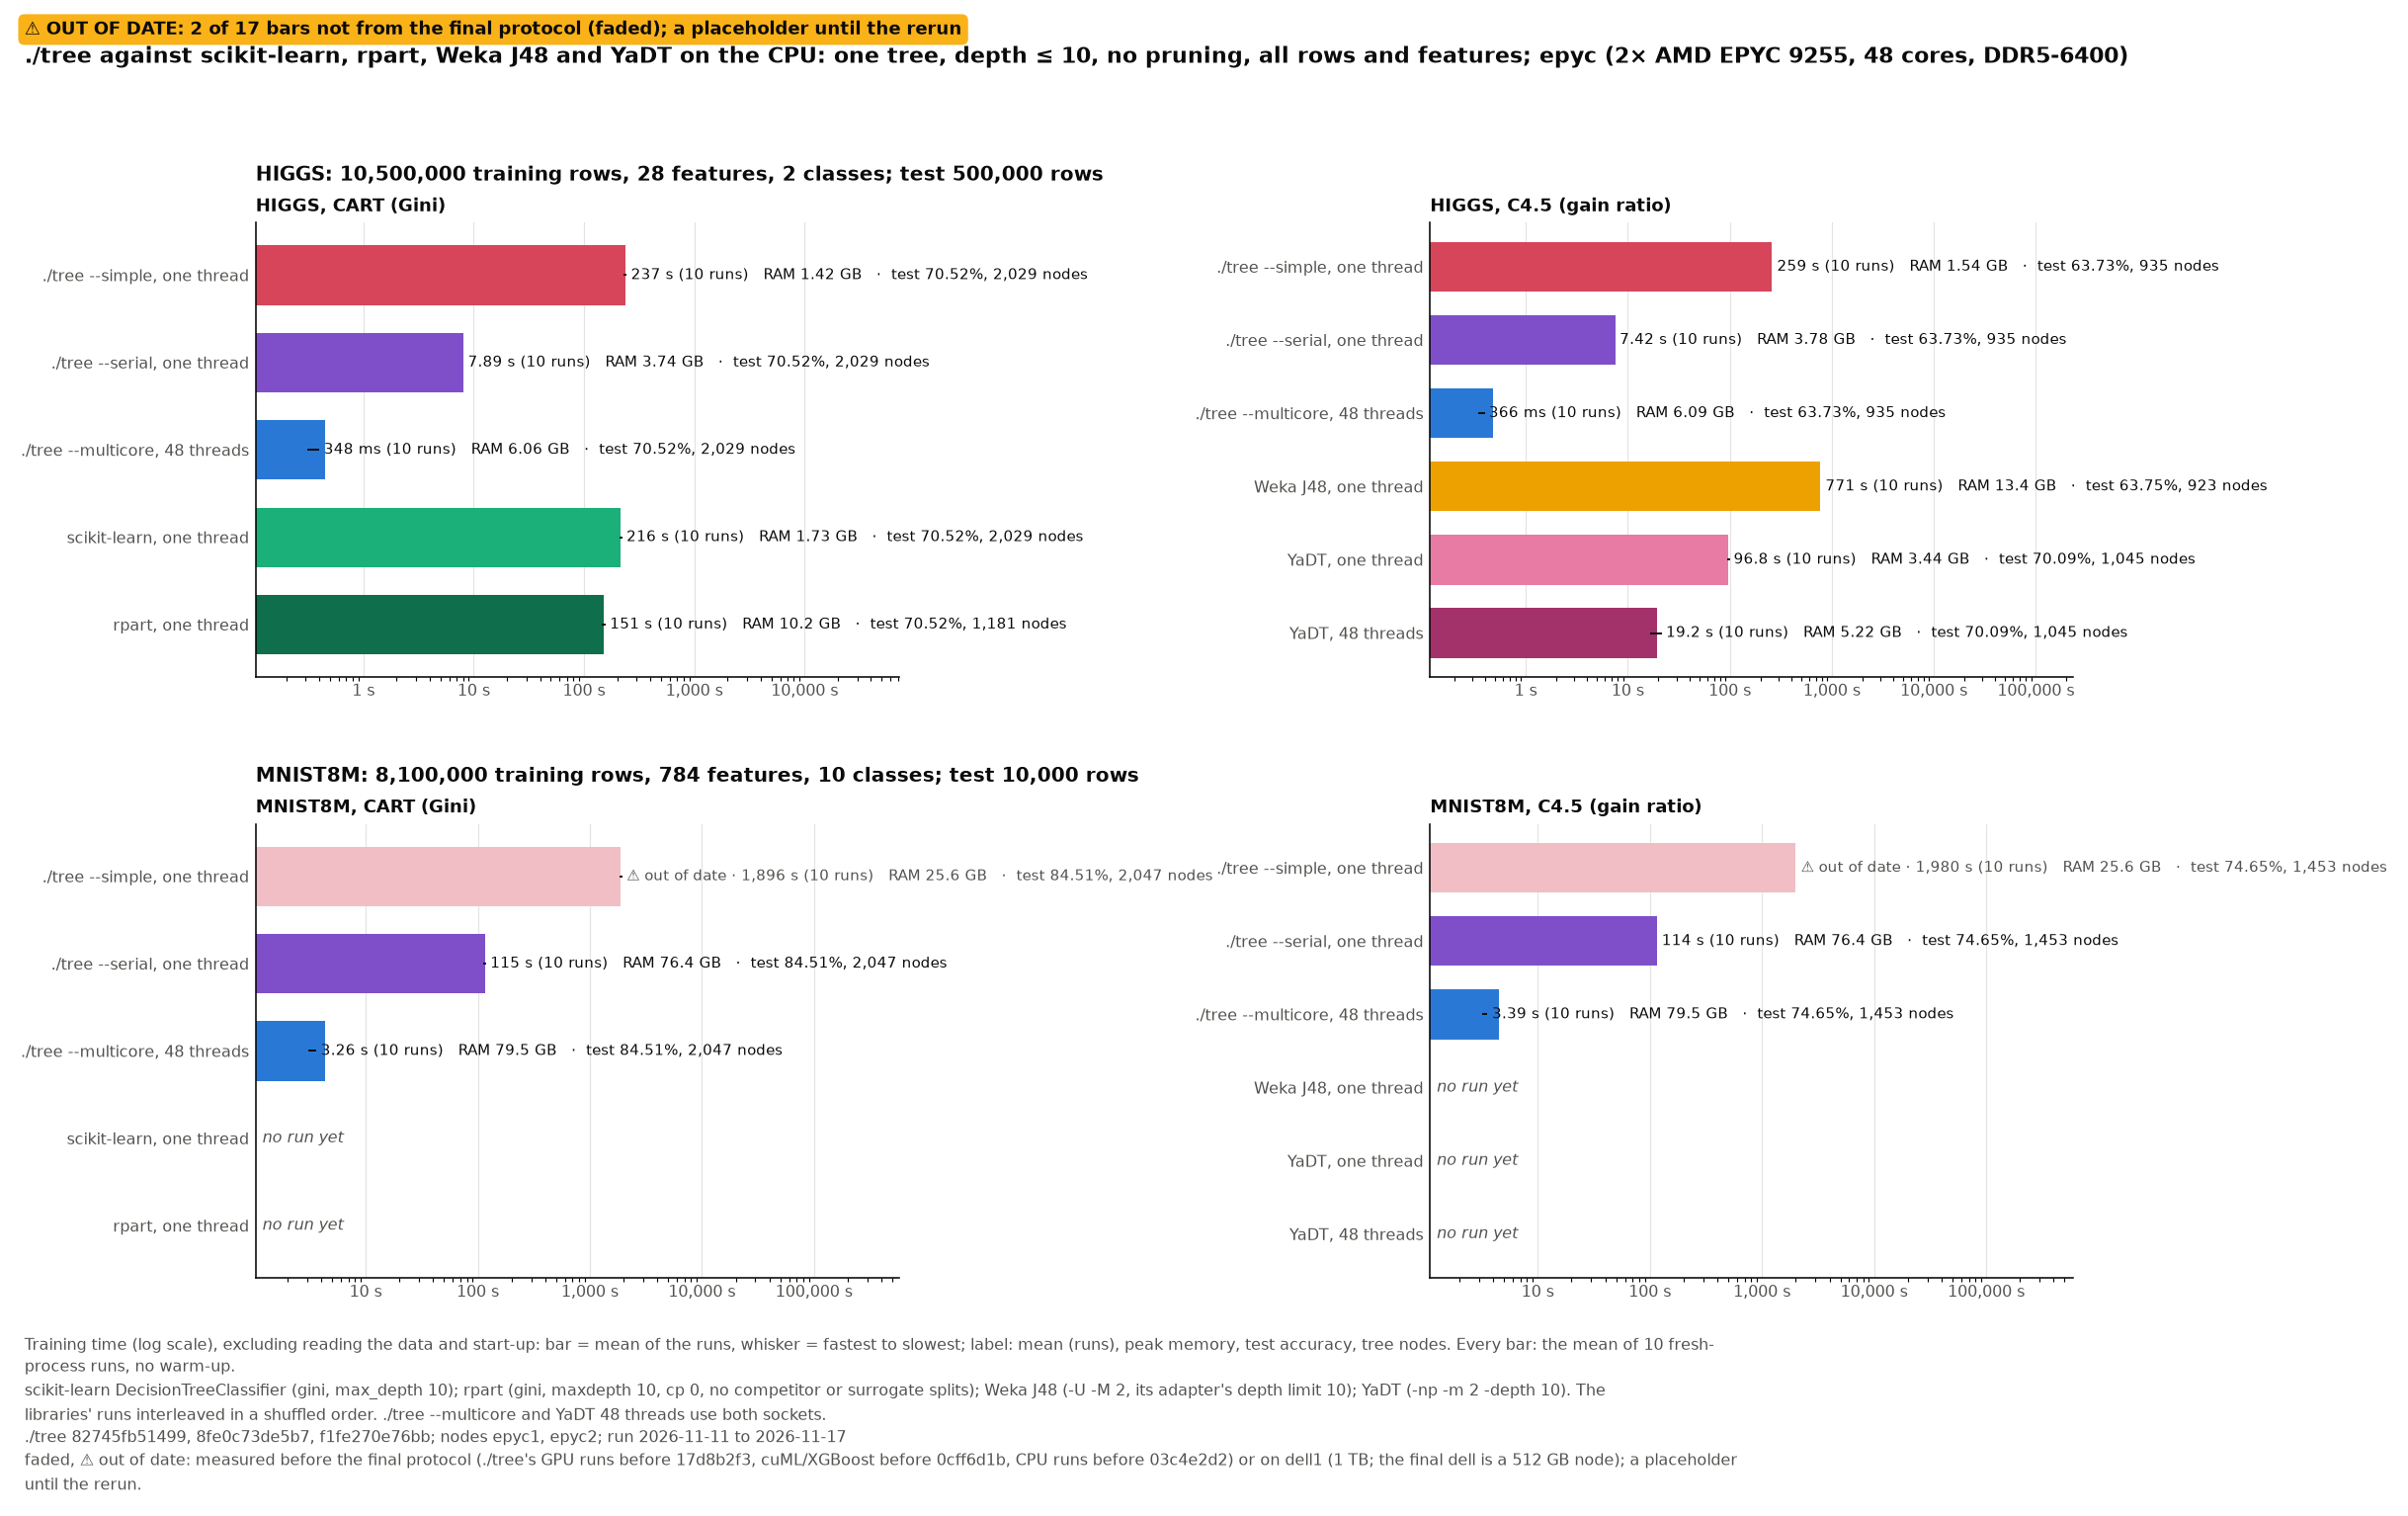 ⚠ OUT OF DATE: 2 of 17 bars not from the final protocol (faded); a placeholder until the rerun
./tree against scikit-learn, rpart, Weka J48 and YaDT on the CPU: one tree, depth ≤ 10, no pruning, all rows and features; epyc (2× AMD EPYC 9255, 48 cores, DDR5-6400)
HIGGS: 10,500,000 training rows, 28 features, 2 classes; test 500,000 rows
HIGGS, CART (Gini)
./tree --simple, one thread
237 s (10 runs) RAM 1.42 GB · test 70.52%, 2,029 nodes
./tree --serial, one thread
7.89 s (10 runs) RAM 3.74 GB · test 70.52%, 2,029 nodes
./tree --multicore, 48 threads
348 ms (10 runs) RAM 6.06 GB · test 70.52%, 2,029 nodes
scikit-learn, one thread
216 s (10 runs) RAM 1.73 GB · test 70.52%, 2,029 nodes
rpart, one thread
151 s (10 runs) RAM 10.2 GB · test 70.52%, 1,181 nodes
1 s 10 s 100 s 1,000 s 10,000 s
HIGGS, C4.5 (gain ratio)
./tree --simple, one thread
259 s (10 runs) RAM 1.54 GB · test 63.73%, 935 nodes
./tree --serial, one thread
7.42 s (10 runs) RAM 3.78 GB · test 63.73%, 935 nodes
./tree --multicore, 48 threads
366 ms (10 runs) RAM 6.09 GB · test 63.73%, 935 nodes
Weka J48, one thread
771 s (10 runs) RAM 13.4 GB · test 63.75%, 923 nodes
YaDT, one thread
96.8 s (10 runs) RAM 3.44 GB · test 70.09%, 1,045 nodes
YaDT, 48 threads
19.2 s (10 runs) RAM 5.22 GB · test 70.09%, 1,045 nodes
1 s 10 s 100 s 1,000 s 10,000 s 100,000 s
MNIST8M: 8,100,000 training rows, 784 features, 10 classes; test 10,000 rows
MNIST8M, CART (Gini)
./tree --simple, one thread
⚠ out of date · 1,896 s (10 runs) RAM 25.6 GB · test 84.51%, 2,047 nodes
./tree --serial, one thread
115 s (10 runs) RAM 76.4 GB · test 84.51%, 2,047 nodes
./tree --multicore, 48 threads
3.26 s (10 runs) RAM 79.5 GB · test 84.51%, 2,047 nodes
scikit-learn, one thread
no run yet
rpart, one thread
no run yet
10 s 100 s 1,000 s 10,000 s 100,000 s
MNIST8M, C4.5 (gain ratio)
./tree --simple, one thread
⚠ out of date · 1,980 s (10 runs) RAM 25.6 GB · test 74.65%, 1,453 nodes
./tree --serial, one thread
114 s (10 runs) RAM 76.4 GB · test 74.65%, 1,453 nodes
./tree --multicore, 48 threads
3.39 s (10 runs) RAM 79.5 GB · test 74.65%, 1,453 nodes
Weka J48, one thread
no run yet
YaDT, one thread
no run yet
YaDT, 48 threads
no run yet
10 s 100 s 1,000 s 10,000 s 100,000 s
Training time (log scale), excluding reading the data and start-up: bar = mean of the runs, whisker = fastest to slowest; label: mean (runs), peak memory, test accuracy, tree nodes. Every bar: the mean of 10 fresh-
process runs, no warm-up.
scikit-learn DecisionTreeClassifier (gini, max_depth 10); rpart (gini, maxdepth 10, cp 0, no competitor or surrogate splits); Weka J48 (-U -M 2, its adapter's depth limit 10); YaDT (-np -m 2 -depth 10). The
libraries' runs interleaved in a shuffled order. ./tree --multicore and YaDT 48 threads use both sockets.
./tree 82745fb51499, 8fe0c73de5b7, f1fe270e76bb; nodes epyc1, epyc2; run 2026-11-11 to 2026-11-17
faded, ⚠ out of date: measured before the final protocol (./tree's GPU runs before 17d8b2f3, cuML/XGBoost before 0cff6d1b, CPU runs before 03c4e2d2) or on dell1 (1 TB; the final dell is a 512 GB node); a placeholder
until the rerun.